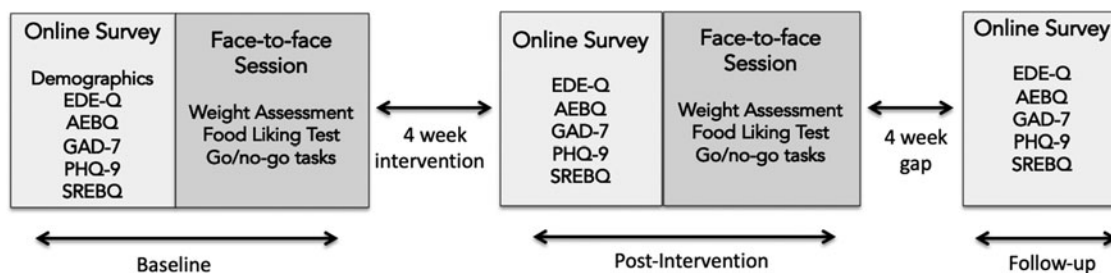 Online Survey
Demographics
EDE-Q
AEBQ
GAD-7
PHQ-9
SREBQ
Face-to-face
Session
Weight Assessment
Food Liking Test
Go/no-go tasks
4 week
intervention
Online Survey
EDE-Q
AEBQ
GAD-7
PHQ-9
SREBQ
Face-to-face
Session
Weight Assessment
Food Liking Test
Go/no-go tasks
4 week
gap
Online Survey
EDE-Q
AEBQ
GAD-7
PHQ-9
SREBQ
Baseline
Post-Intervention
Follow-up